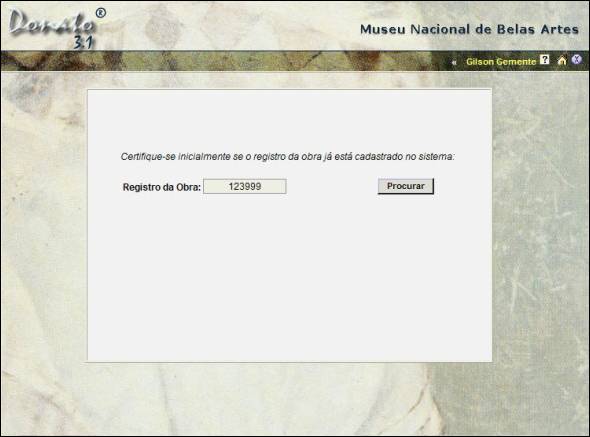 Donato ®
3.1
Museu Nacional de Belas Artes
« Gilson Gemente ? X
Certifique-se inicialmente se o registro da obra já está cadastrado no sistema:
Registro da Obra: 123999 Procurar